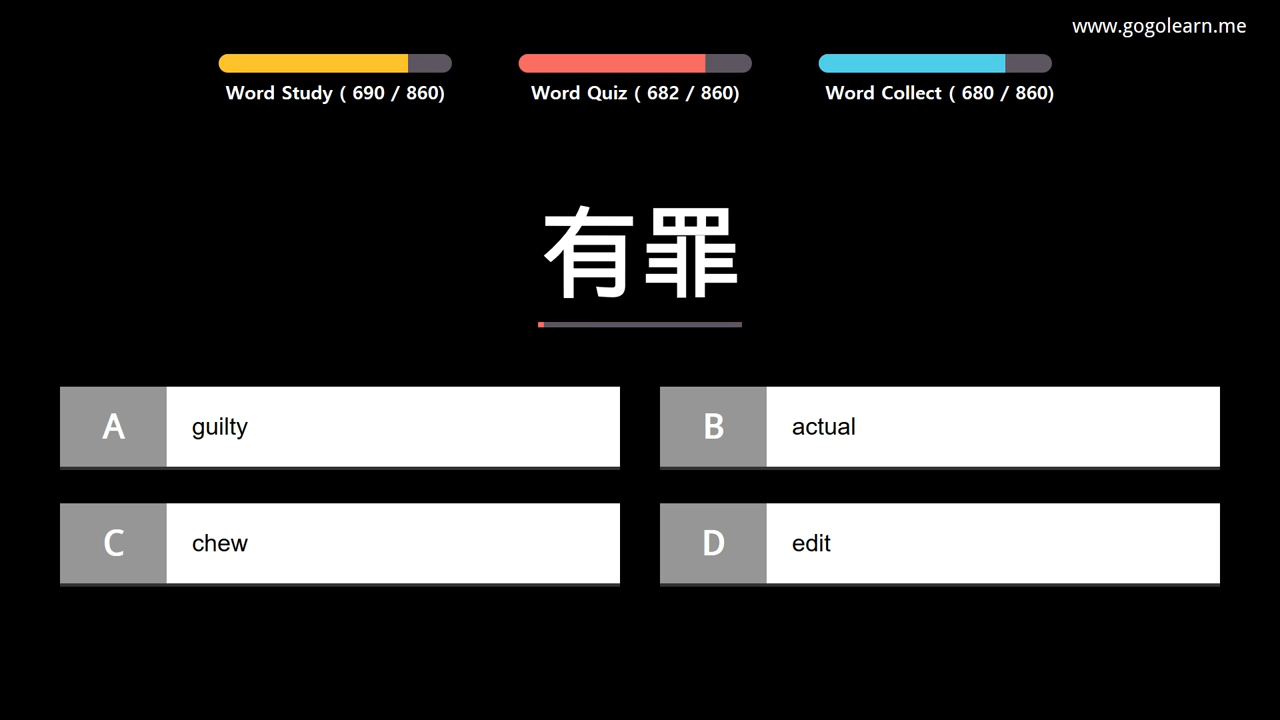 www.gogolearn.me
Word Study ( 690 / 860)
Word Quiz ( 682 / 860)
Word Collect ( 680 / 860)
有罪
A guilty
B actual
C chew
D edit